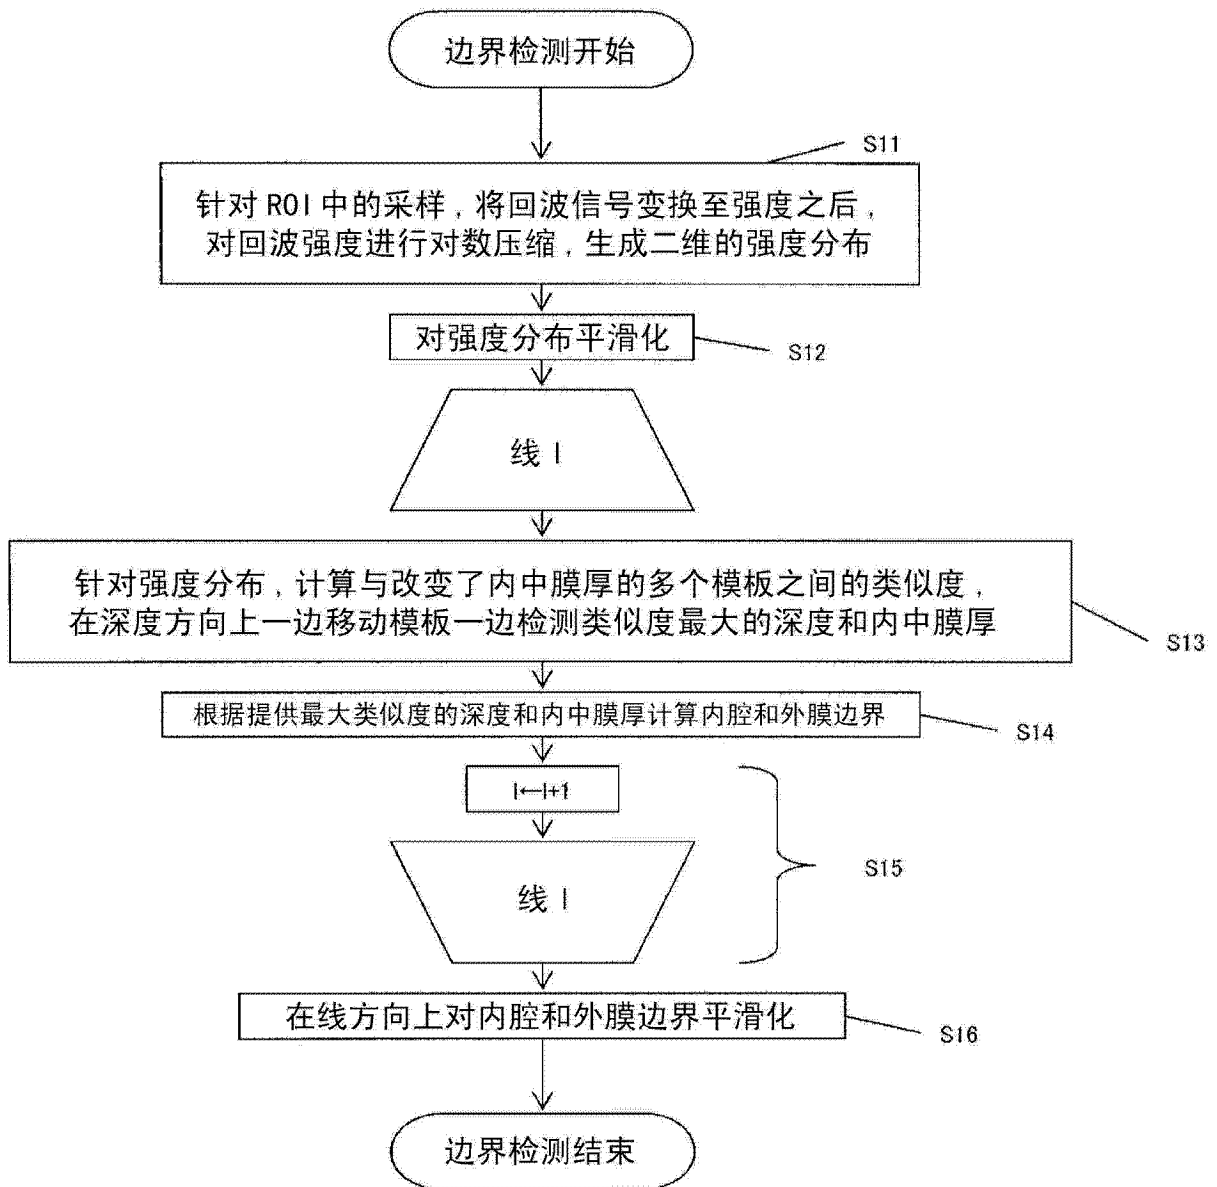 边界检测开始
S11
针对ROI中的采样,将回波信号变换至强度之后,
对回波强度进行对数压缩,生成二维的强度分布
对强度分布平滑化
S12
线 l
针对强度分布,计算与改变了内中膜厚的多个模板之间的类似度,
在深度方向上一边移动模板一边检测类似度最大的深度和内中膜厚
S13
根据提供最大类似度的深度和内中膜厚计算内腔和外膜边界
S14
l←l+1
线 l
S15
在线方向上对内腔和外膜边界平滑化
S16
边界检测结束